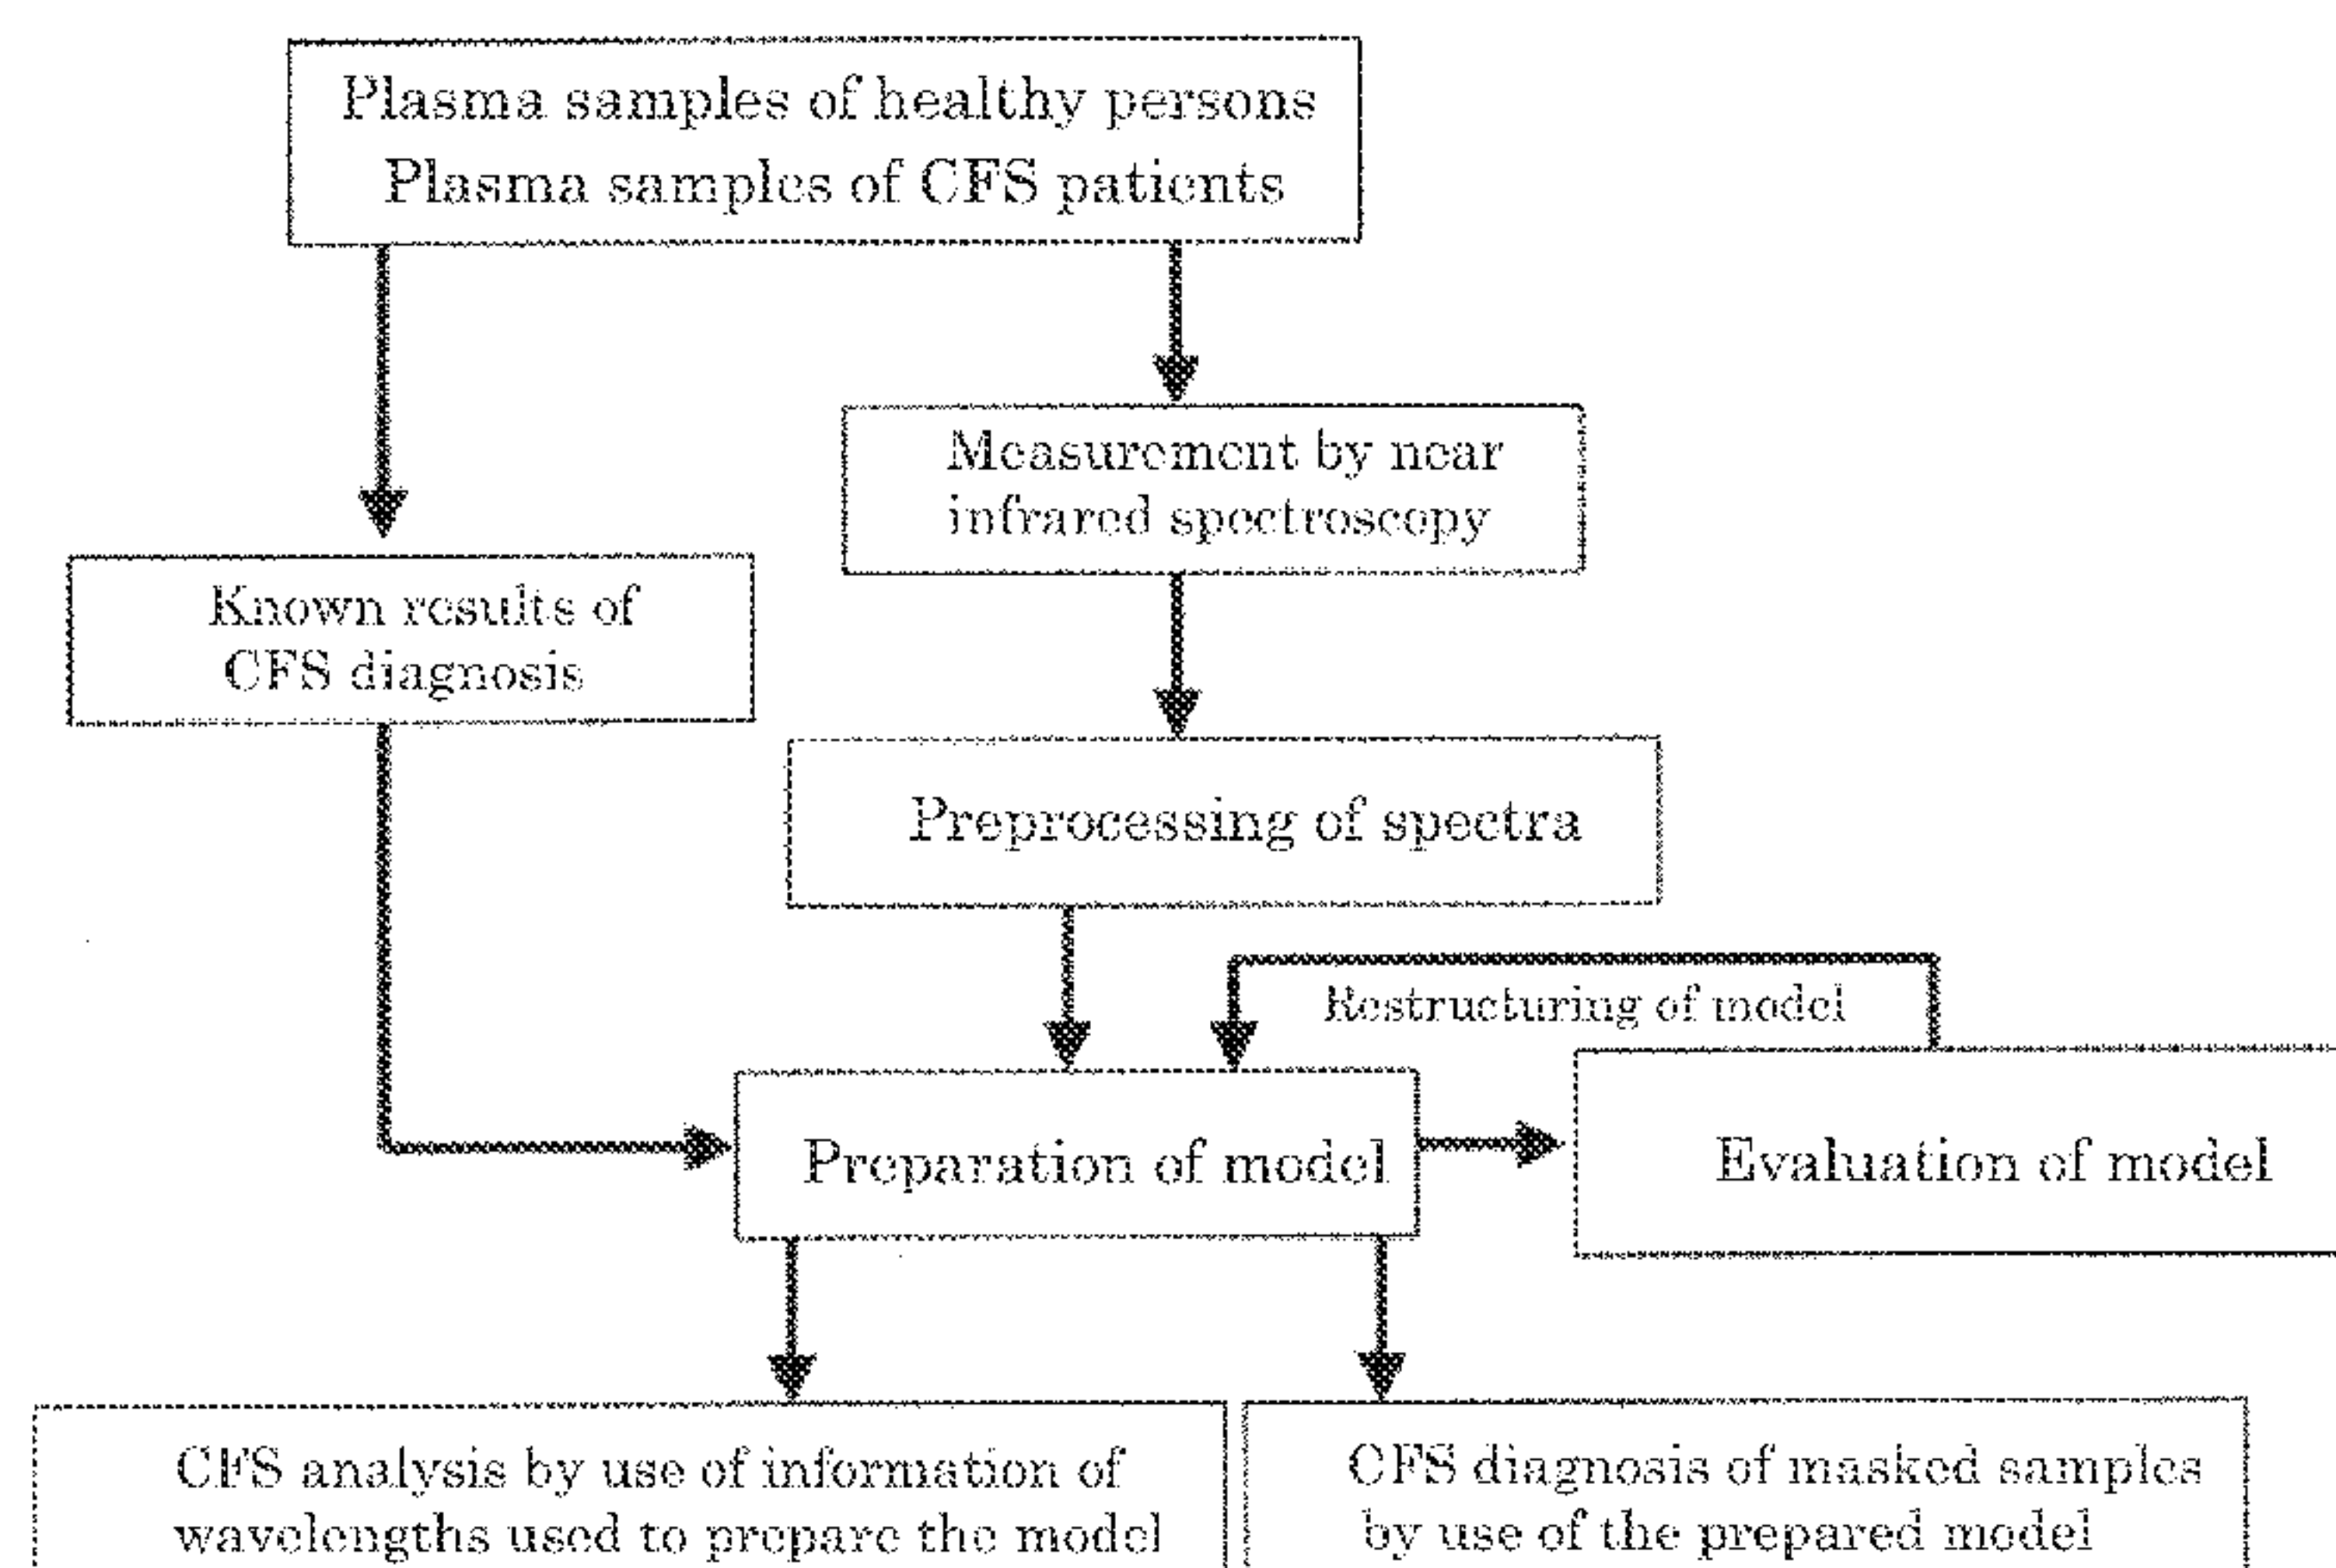 Plasma samples of healthy persons
Plasma samples of CFS patients
Measurement by near
infrared spectroscopy
Known results of
CFS diagnosis
Preprocessing of spectra
Restructuring of model
Preparation of model
Evaluation of model
CFS analysis by use of information of
wavelengths used to prepare the model
CFS diagnosis of masked samples
by use of the prepared model